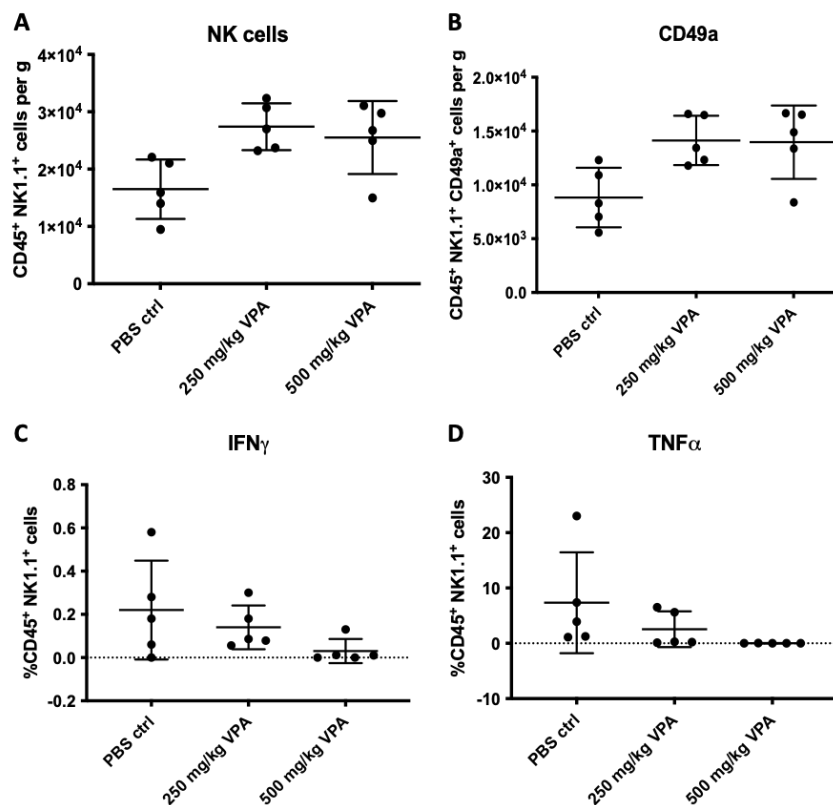 A
NK cells
CD45⁺ NK1.1⁺ cells per g
4×10⁴
3×10⁴
2×10⁴
1×10⁴
0
PBS ctrl
250 mg/kg VPA
500 mg/kg VPA
B
CD49a
CD45⁺ NK1.1⁺ CD49a⁺ cells per g
2.0×10⁴
1.5×10⁴
1.0×10⁴
5.0×10³
0.0
PBS ctrl
250 mg/kg VPA
500 mg/kg VPA
C
IFNγ
%CD45⁺ NK1.1⁺ cells
0.8
0.6
0.4
0.2
0.0
-0.2
PBS ctrl
250 mg/kg VPA
500 mg/kg VPA
D
TNFα
%CD45⁺ NK1.1⁺ cells
30
20
10
0
-10
PBS ctrl
250 mg/kg VPA
500 mg/kg VPA